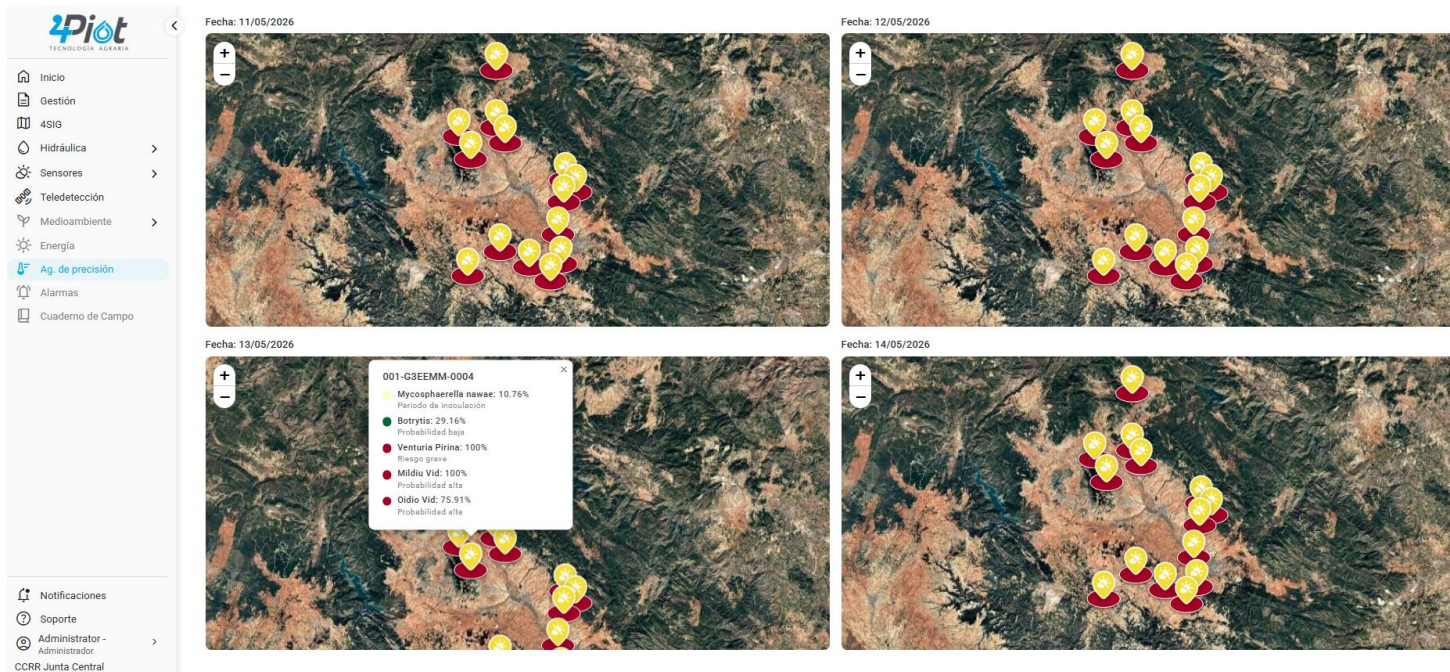 4Piot
TECNOLOGÍA AGRARIA
Inicio
Gestión
4SIG
Hidráulica
Sensores
Teledetección
Medioambiente
Energía
Ag. de precisión
Alarmas
Cuaderno de Campo
Notificaciones
Soporte
Administrator -
Administrador
CCRR Junta Central
Fecha: 11/05/2026
+
−
Fecha: 12/05/2026
+
−
Fecha: 13/05/2026
+
−
001-G3EEMM-0004
×
Mycosphaerella nawae: 10.76%
Periodo de inoculación
Botrytis: 29.16%
Probabilidad baja
Venturia Pirina: 100%
Riesgo grave
Mildiu Vid: 100%
Probabilidad alta
Oidio Vid: 75.91%
Probabilidad alta
Fecha: 14/05/2026
+
−